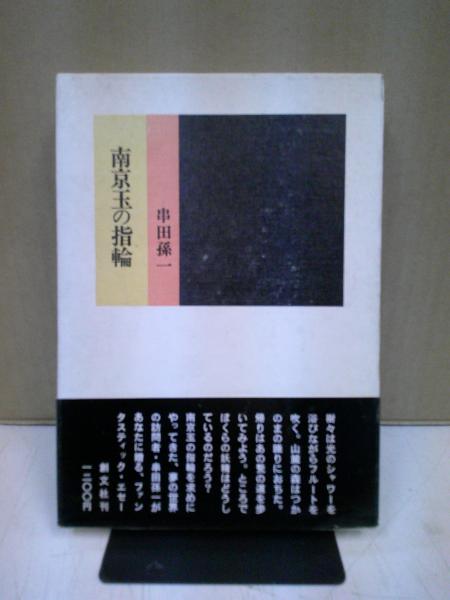 南京玉の指輪
串田孫一
樹々は光のシャワーを
浴びながらフルートを
吹く。山麓の森はつか
のまの眠りにおちた。
帰りはあの愁の道を歩
いてみよう。ところで
ぼくらの妖精はどうし
ているのだろう？
南京玉の指輪を求めに
やってきた、夢の世界
の訪問者・串田孫一が
あなたに贈る、ファン
タスティック・エセー
創文社刊
一二〇〇円